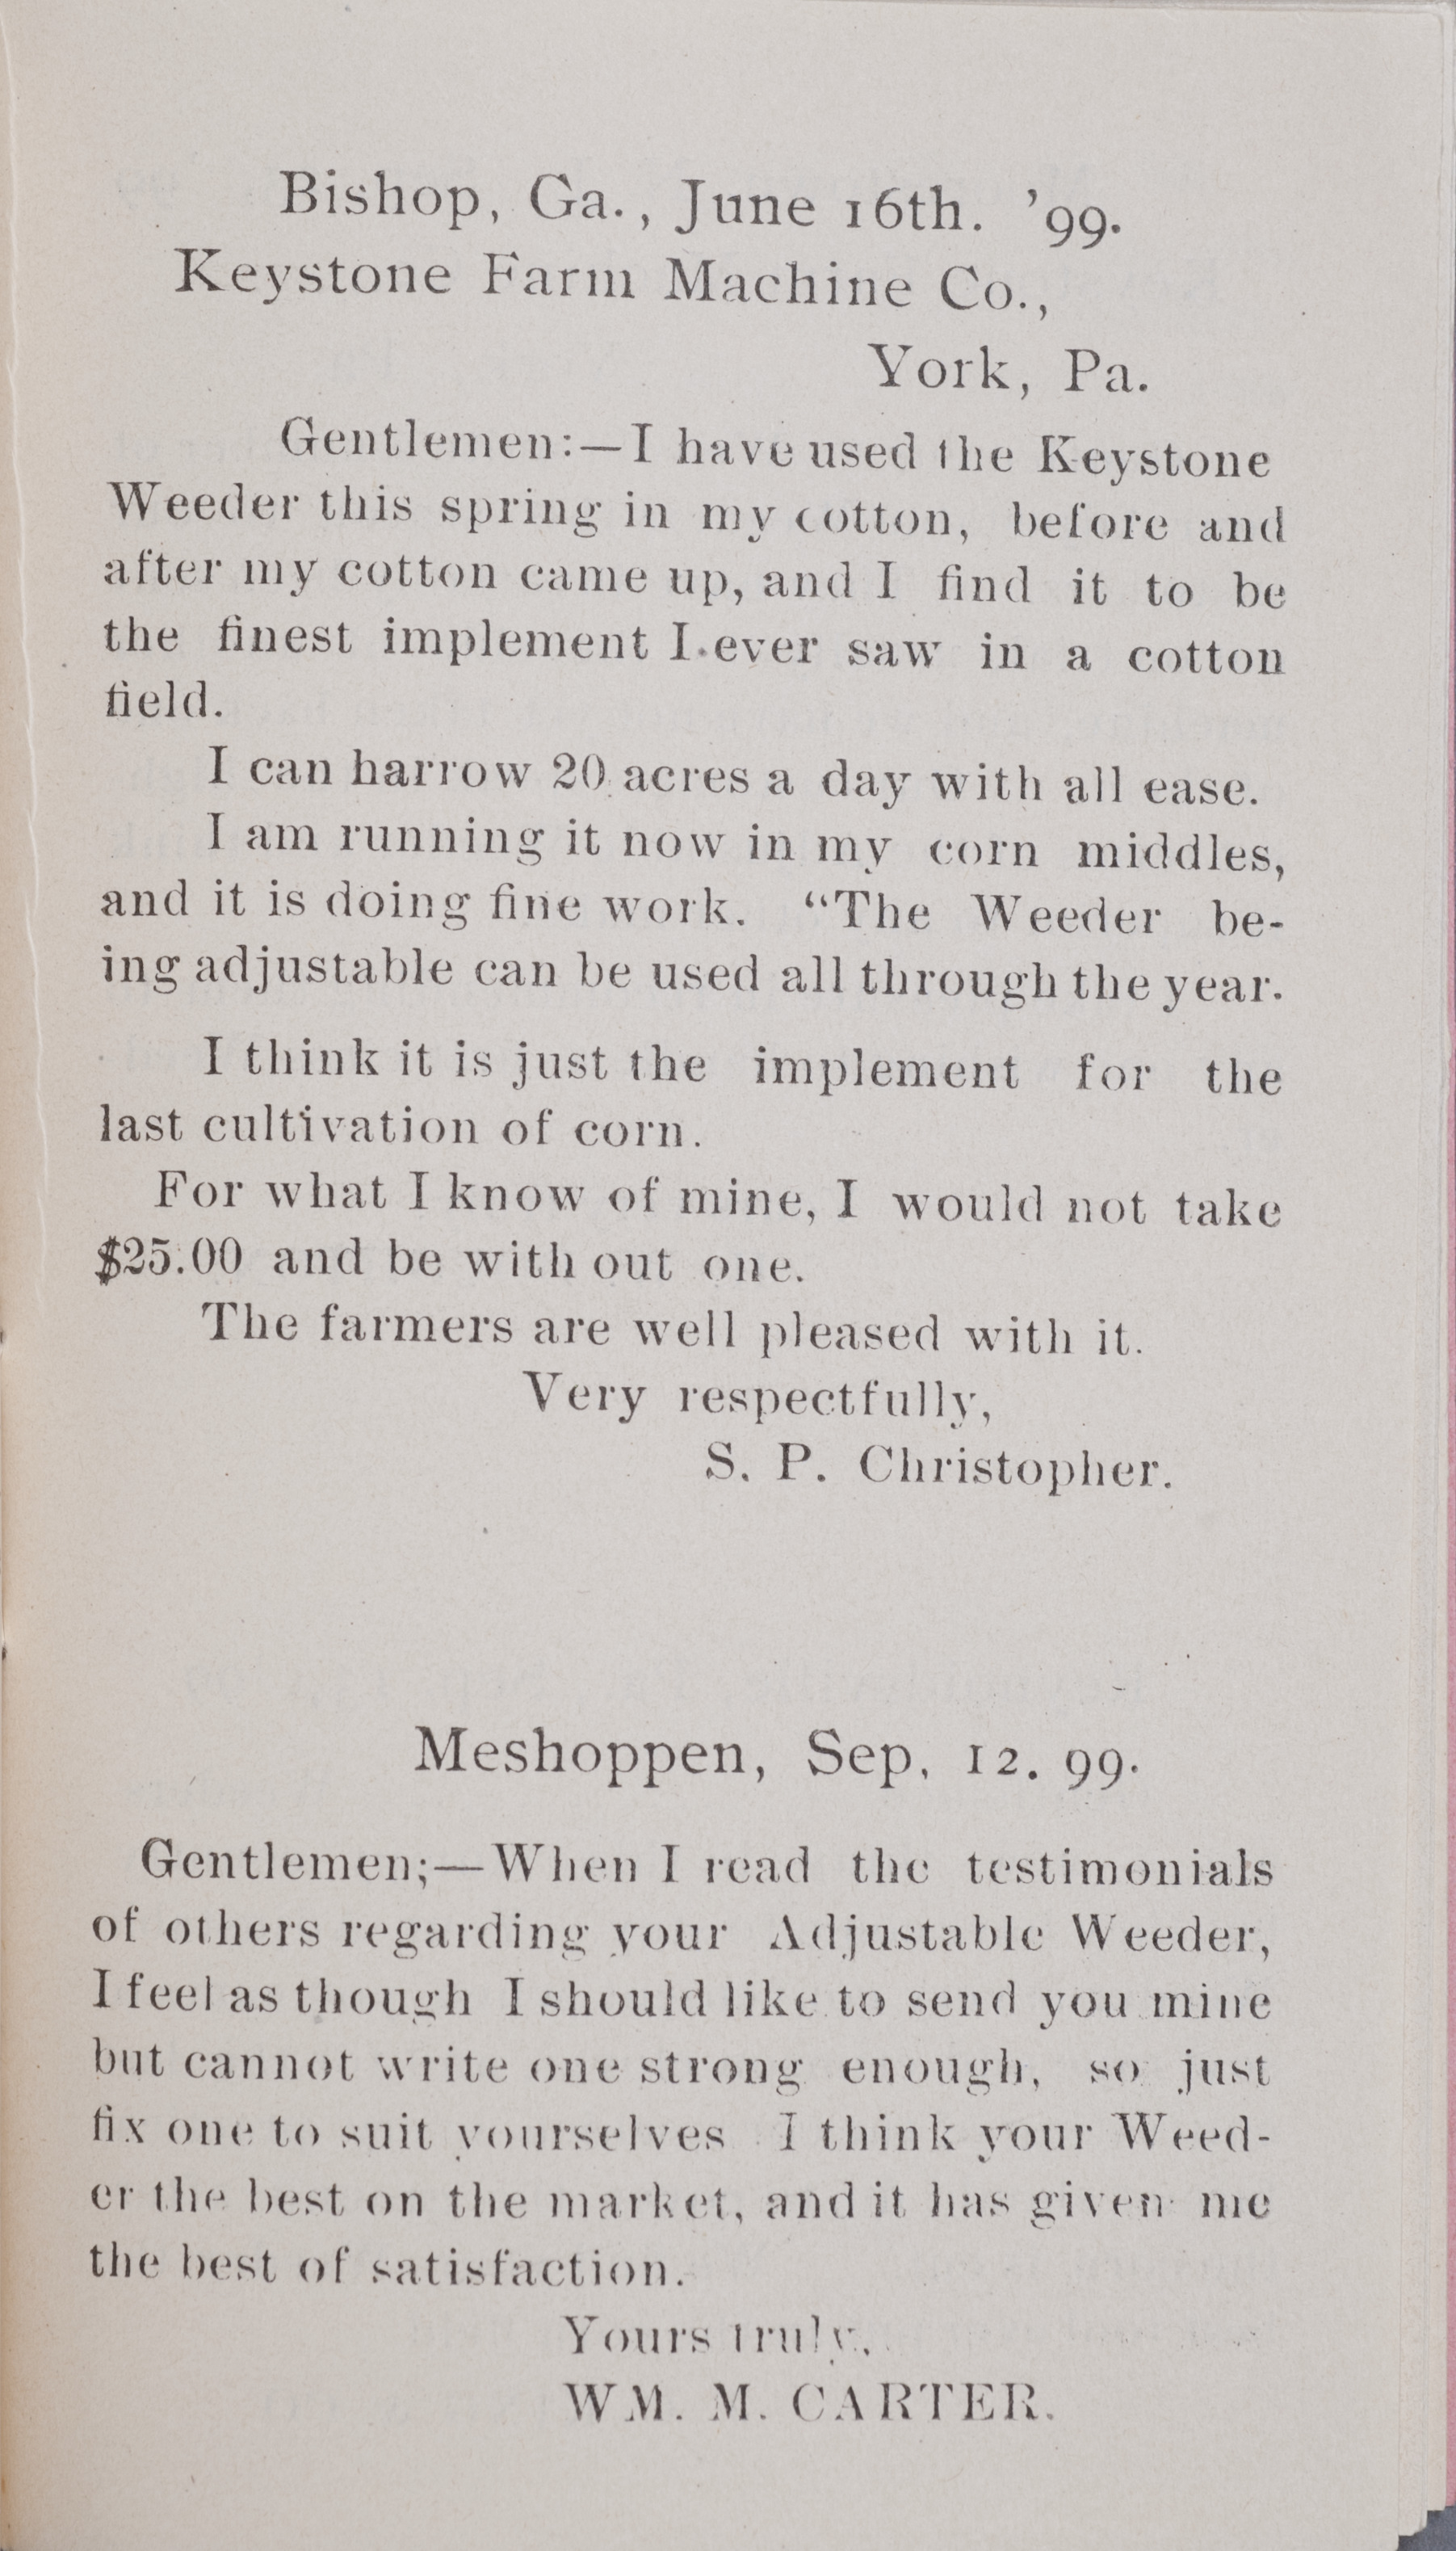 Bishop, Ga., June 16th. ’99.
Keystone Farm Machine Co.,
York, Pa.
Gentlemen:—I have used the Keystone
Weeder this spring in my cotton, before and
after my cotton came up, and I find it to be
the finest implement I ever saw in a cotton
field.
I can harrow 20 acres a day with all ease.
I am running it now in my corn middles,
and it is doing fine work. “The Weeder be-
ing adjustable can be used all through the year.
I think it is just the implement for the
last cultivation of corn.
For what I know of mine, I would not take
$25.00 and be with out one.
The farmers are well pleased with it.
Very respectfully,
S. P. Christopher.
Meshoppen, Sep. 12. 99.
Gentlemen;—When I read the testimonials
of others regarding your Adjustable Weeder,
I feel as though I should like to send you mine
but cannot write one strong enough, so just
fix one to suit yourselves I think your Weed-
er the best on the market, and it has given me
the best of satisfaction.
Yours truly,
WM. M. CARTER.